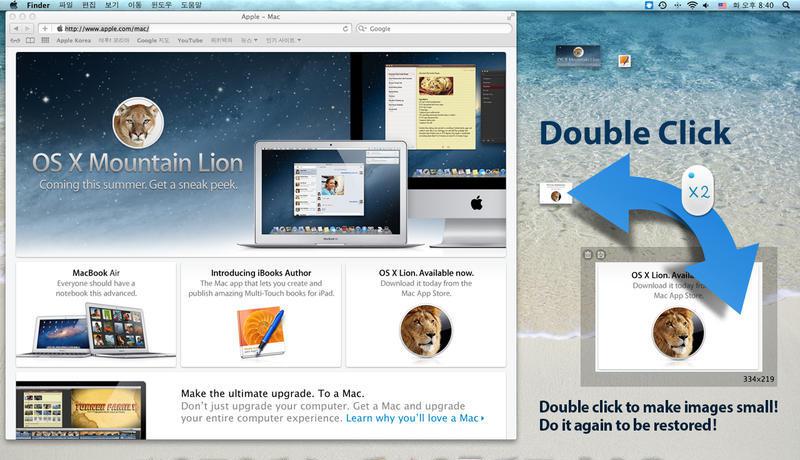 Finder 파일 편집 보기 이동 윈도우 도움말
화 오후 8:40
Apple – Mac
http://www.apple.com/mac/
Google
Apple Korea
Google 지도 YouTube 위키백과 뉴스 인기 사이트
OS X Mountain Lion
Coming this summer. Get a sneak peek.
MacBook Air
Everyone should have a
notebook this advanced.
Introducing iBooks Author
The Mac app that lets you create and
publish amazing Multi-Touch books for iPad.
OS X Lion. Available now.
Download it today from the
Mac App Store.
Make the ultimate upgrade. To a Mac.
Don't just upgrade your computer. Get a Mac and upgrade
your entire computer experience. Learn why you'll love a Mac
OS X Mountain Lion
Double Click
X2
OS X Lion. Availa
Download it today from
Mac App Store.
334x219
Double click to make images small!
Do it again to be restored!